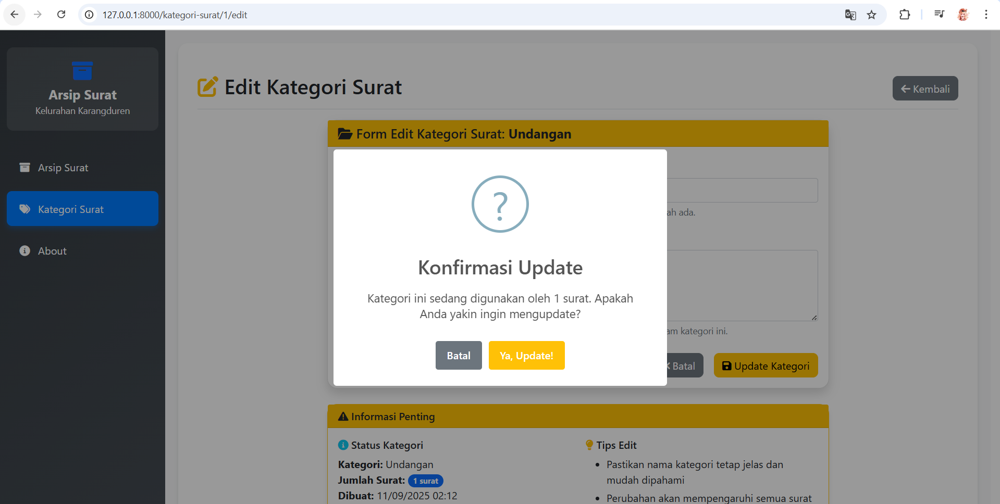 127.0.0.1:8000/kategori-surat/1/edit
Arsip Surat
Kelurahan Karangduren
Arsip Surat
Kategori Surat
About
Edit Kategori Surat
Kembali
Form Edit Kategori Surat: Undangan
ada.
?
Konfirmasi Update
Kategori ini sedang digunakan oleh 1 surat. Apakah
Anda yakin ingin mengupdate?
Batal
Ya, Update!
kategori ini.
Batal
Update Kategori
Informasi Penting
Status Kategori
Kategori: Undangan
Jumlah Surat: 1 surat
Dibuat: 11/09/2025 02:12
Tips Edit
• Pastikan nama kategori tetap jelas dan
mudah dipahami
• Perubahan akan mempengaruhi semua surat